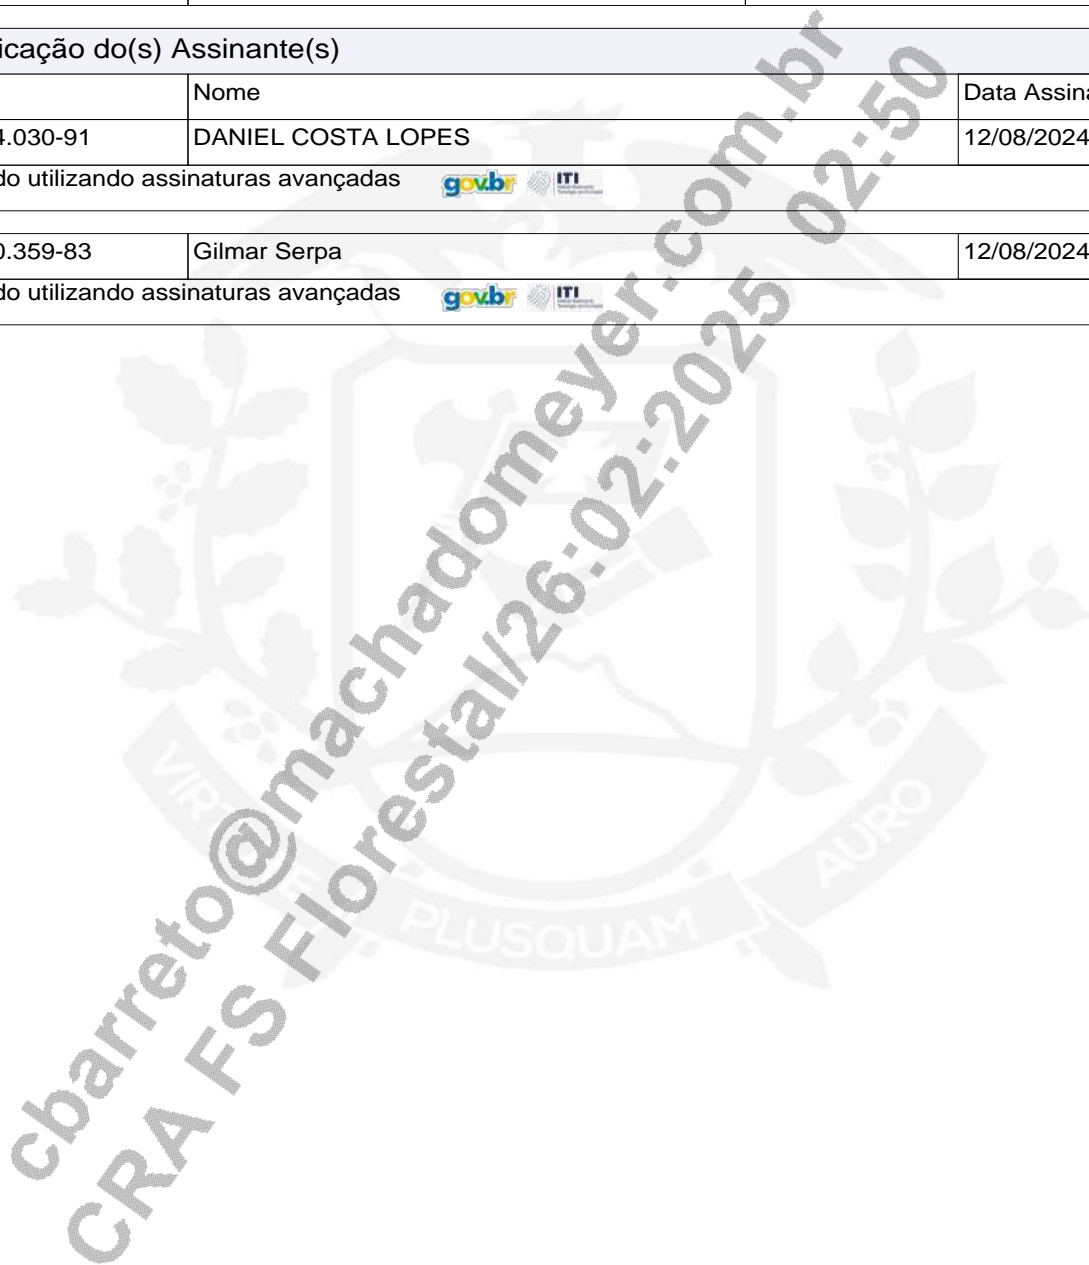 icação do(s) Assinante(s)
Nome
Data Assina
4.030-91
DANIEL COSTA LOPES
12/08/2024
do utilizando assinaturas avançadas
gov.br
ITI
0.359-83
Gilmar Serpa
12/08/2024
do utilizando assinaturas avançadas
gov.br
ITI
VIRTUTE
PLUSQUAM
AURO
cbarreto@machadomeyer.com.br
CRA FS Florestal/26:02:2025 02:50